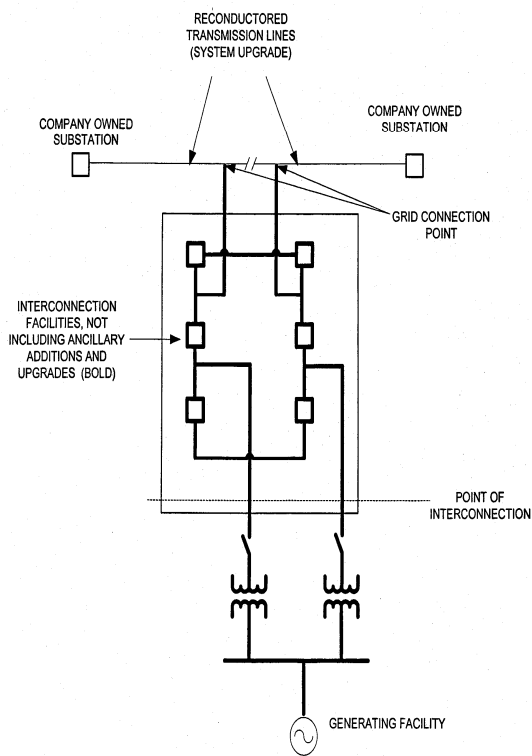 RECONDUCTORED
TRANSMISSION LINES
(SYSTEM UPGRADE)
COMPANY OWNED
SUBSTATION
COMPANY OWNED
SUBSTATION
GRID CONNECTION
POINT
INTERCONNECTION
FACILITIES, NOT
INCLUDING ANCILLARY
ADDITIONS AND
UPGRADES (BOLD)
POINT OF
INTERCONNECTION
GENERATING FACILITY